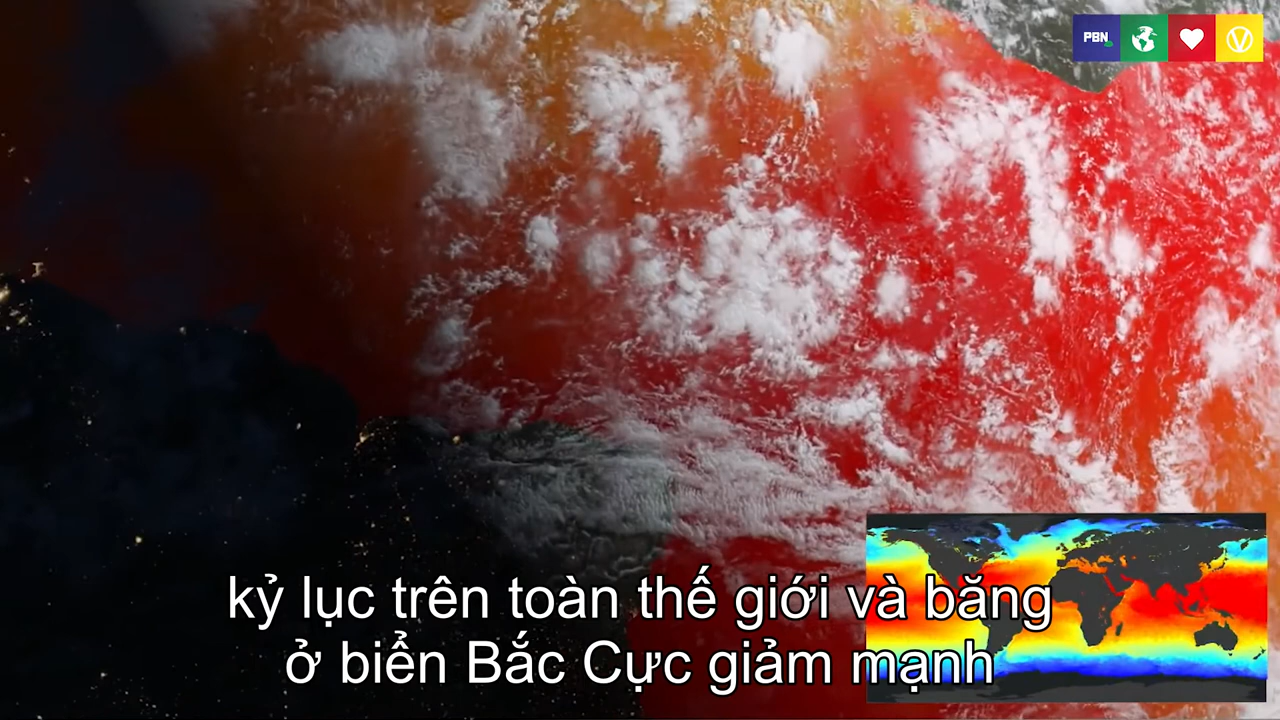 PBN
kỷ lục trên toàn thế giới và băng
ở biển Bắc Cực giảm mạnh